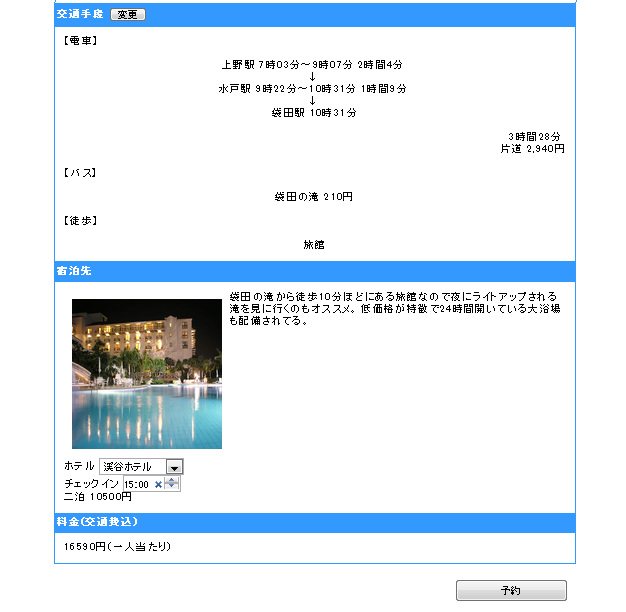 交通手段 変更
【電車】
上野駅 7時03分～9時07分 2時間4分
↓
水戸駅 9時22分～10時31分 1時間9分
↓
袋田駅 10時31分
3時間28分
片道 2,940円
【バス】
袋田の滝 210円
【徒歩】
旅館
宿泊先
袋田の滝から徒歩10分ほどにある旅館なので夜にライトアップされる
滝を見に行くのもオススメ。低価格が特徴で24時間開いている大浴場
も配備されてる。
ホテル 渓谷ホテル
チェックイン 15:00
二泊 10500円
料金(交通費込)
16590円(一人当たり)
予約